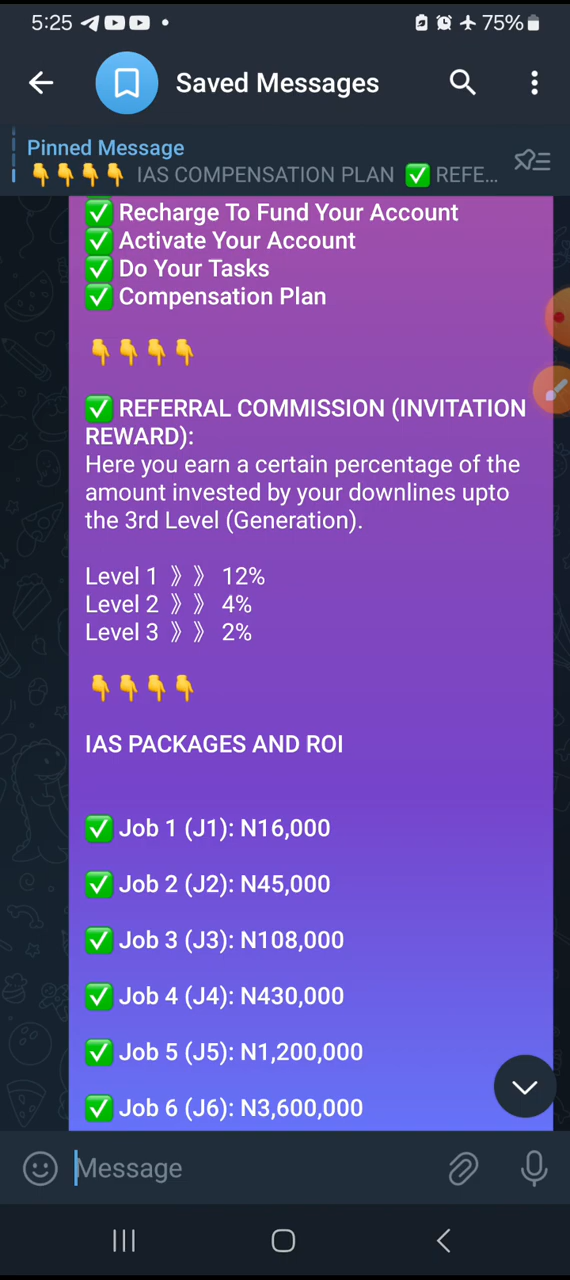 5:25
75%
Saved Messages
Pinned Message
👇👇👇👇 IAS COMPENSATION PLAN ✅ REFE...
✅ Recharge To Fund Your Account
✅ Activate Your Account
✅ Do Your Tasks
✅ Compensation Plan
👇👇👇👇
✅ REFERRAL COMMISSION (INVITATION
REWARD):
Here you earn a certain percentage of the
amount invested by your downlines upto
the 3rd Level (Generation).
Level 1 》》 12%
Level 2 》》 4%
Level 3 》》 2%
👇👇👇👇
IAS PACKAGES AND ROI
✅ Job 1 (J1): N16,000
✅ Job 2 (J2): N45,000
✅ Job 3 (J3): N108,000
✅ Job 4 (J4): N430,000
✅ Job 5 (J5): N1,200,000
✅ Job 6 (J6): N3,600,000
Message